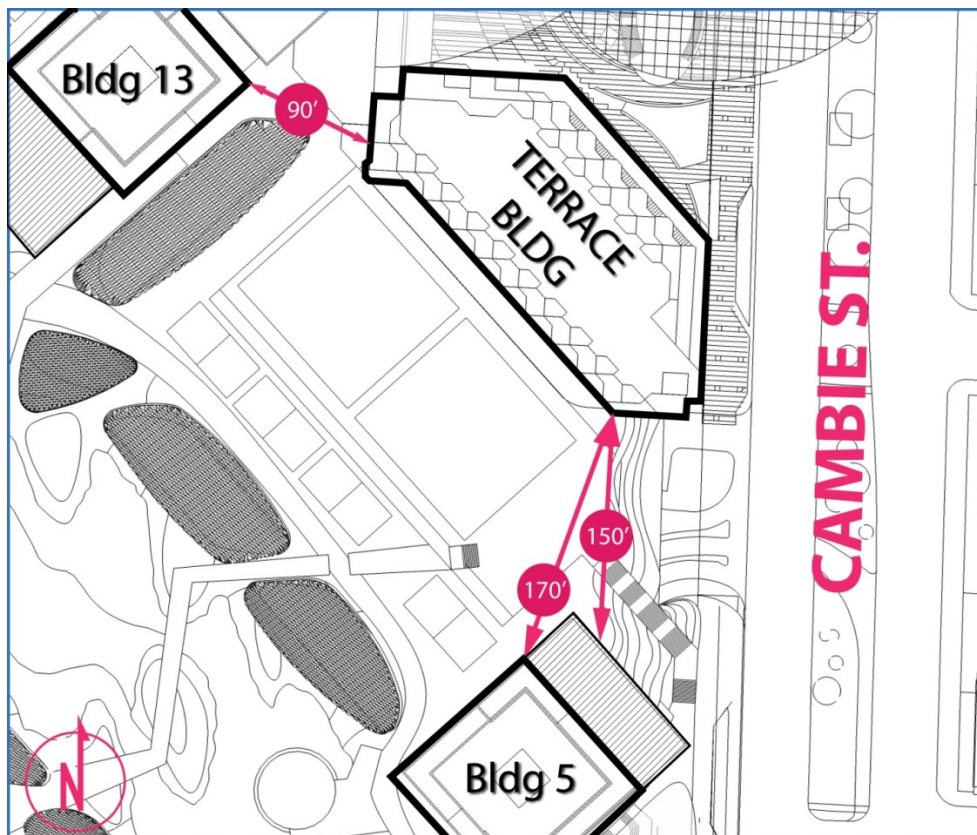 Bldg 13
90'
TERRACE
BLDG
CAMBIE ST.
150'
170'
Bldg 5
N